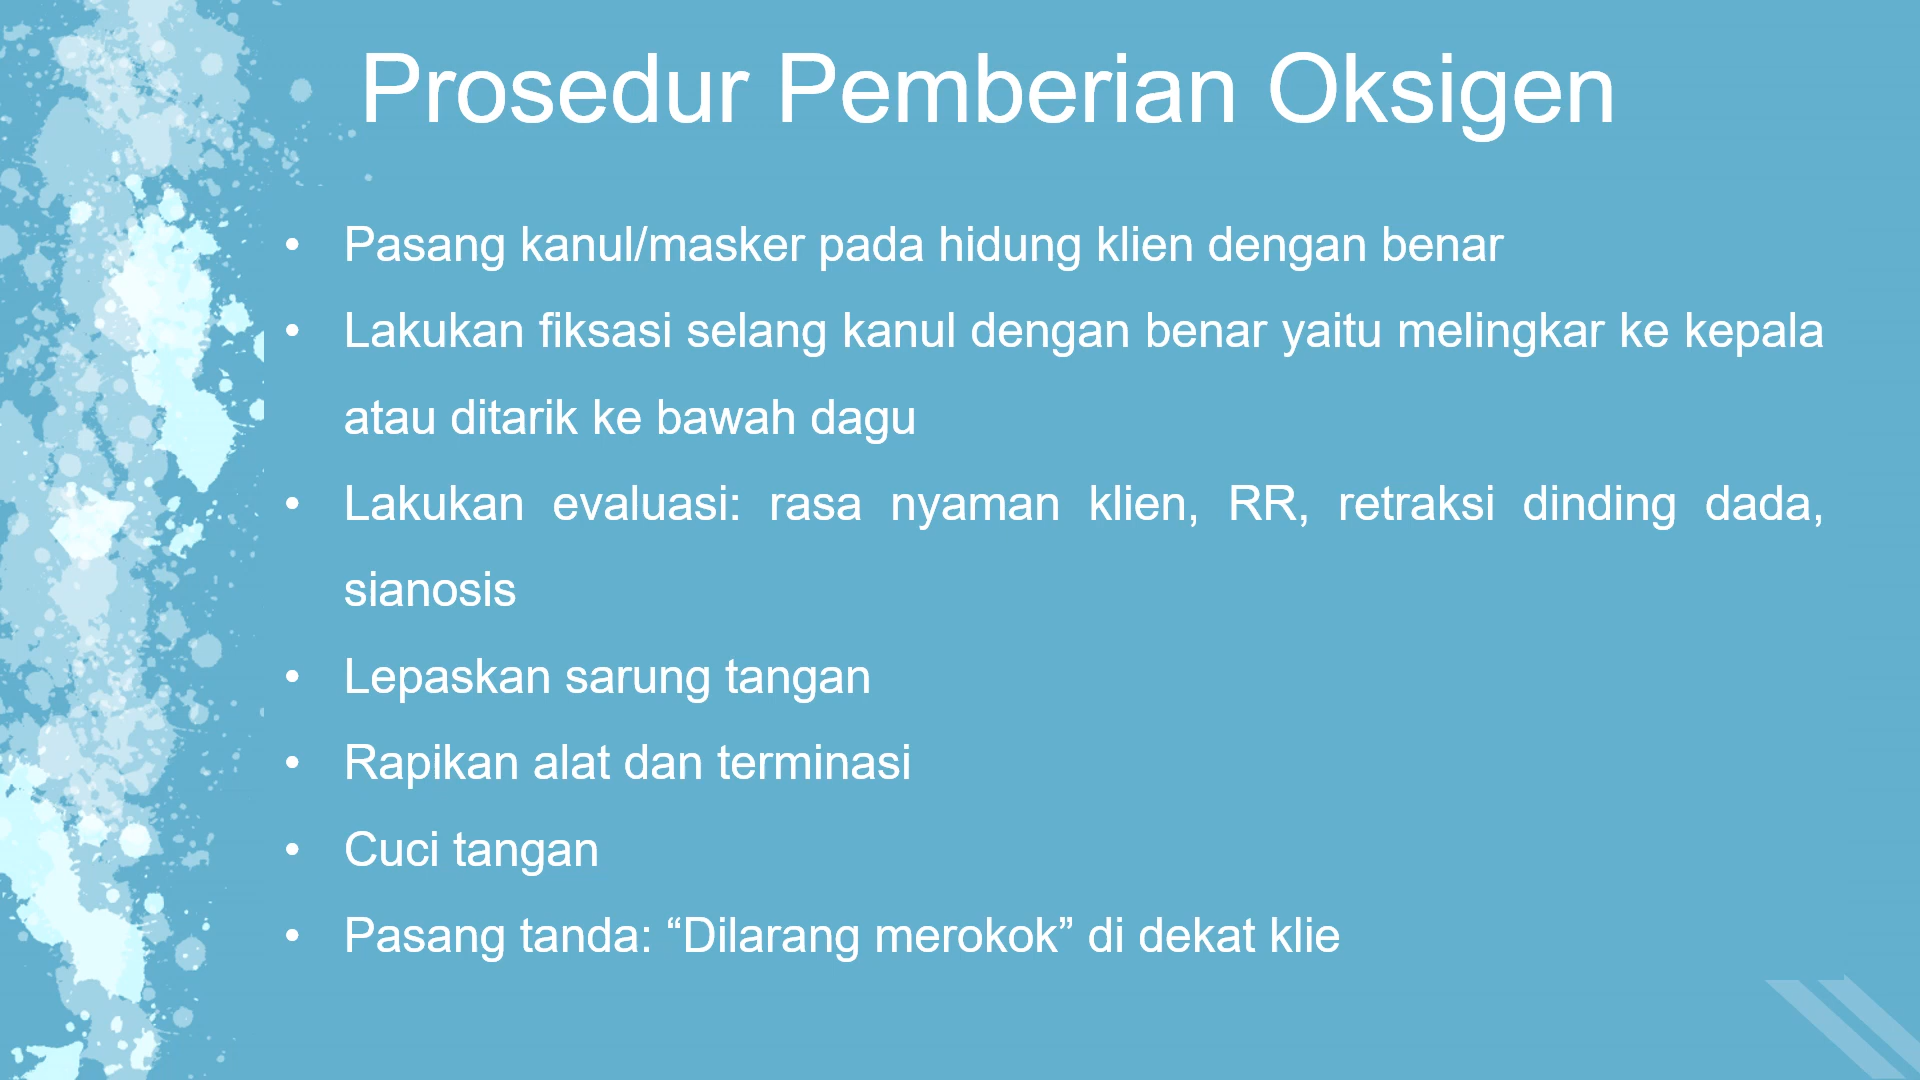 Prosedur Pemberian Oksigen
• Pasang kanul/masker pada hidung klien dengan benar
• Lakukan fiksasi selang kanul dengan benar yaitu melingkar ke kepala
atau ditarik ke bawah dagu
• Lakukan evaluasi: rasa nyaman klien, RR, retraksi dinding dada,
sianosis
• Lepaskan sarung tangan
• Rapikan alat dan terminasi
• Cuci tangan
• Pasang tanda: “Dilarang merokok” di dekat klie